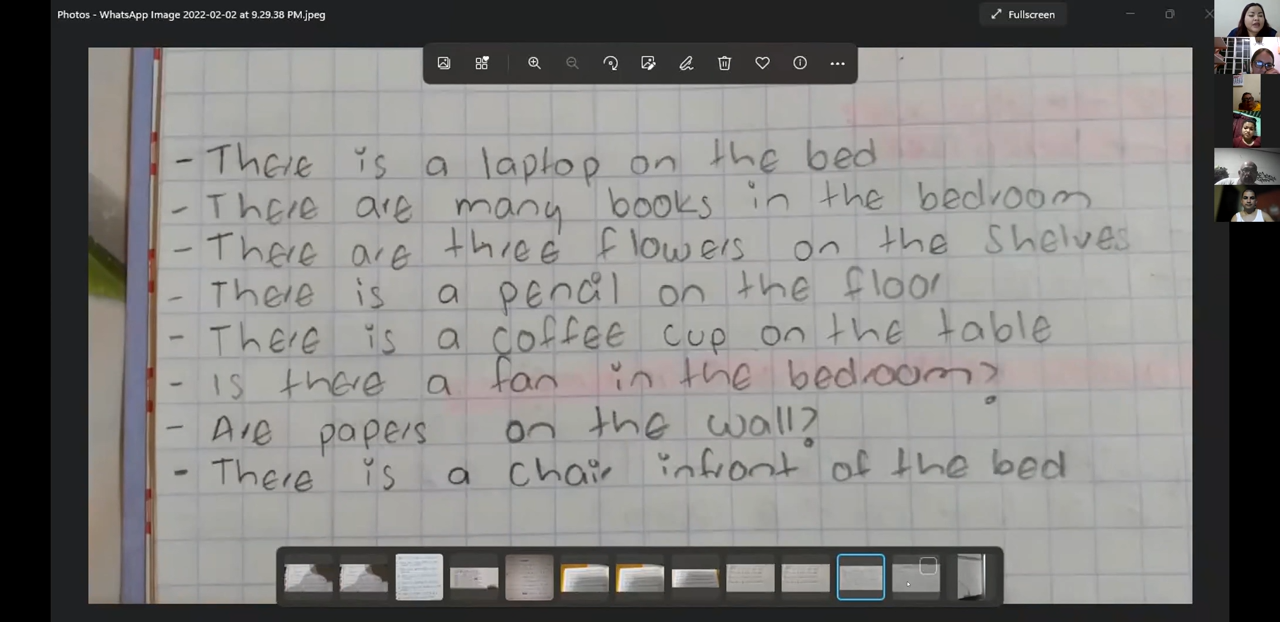 Photos - WhatsApp Image 2022-02-02 at 9.29.38 PM.jpeg
Fullscreen
- There is a laptop on the bed
- There are many books in the bedroom
- There are three flowers on the shelves
- There is a pencil on the floor
- There is a coffee cup on the table
- Is there a fan in the bedroom?
- Are papers on the wall?
- There is a chair infront of the bed